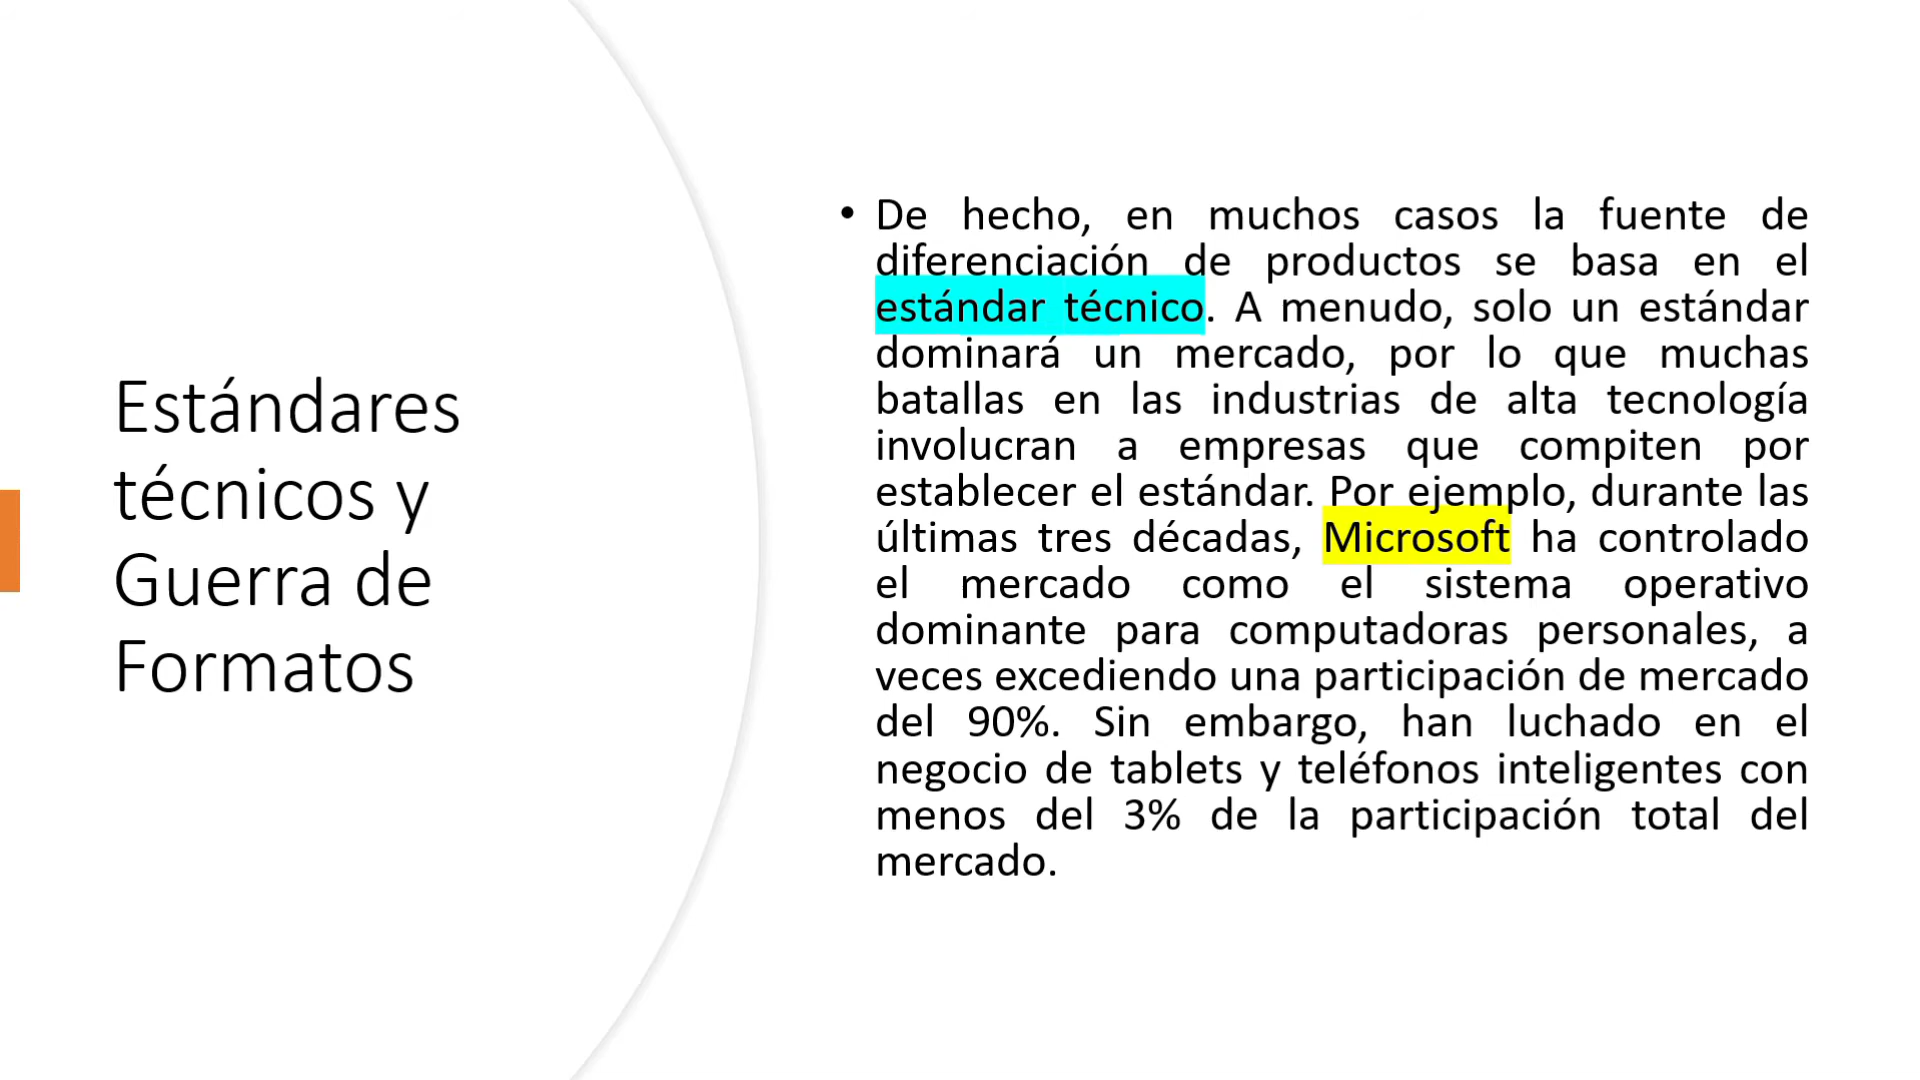 Estándares
técnicos y
Guerra de
Formatos
• De hecho, en muchos casos la fuente de
diferenciación de productos se basa en el
estándar técnico. A menudo, solo un estándar
dominará un mercado, por lo que muchas
batallas en las industrias de alta tecnología
involucran a empresas que compiten por
establecer el estándar. Por ejemplo, durante las
últimas tres décadas, Microsoft ha controlado
el mercado como el sistema operativo
dominante para computadoras personales, a
veces excediendo una participación de mercado
del 90%. Sin embargo, han luchado en el
negocio de tablets y teléfonos inteligentes con
menos del 3% de la participación total del
mercado.